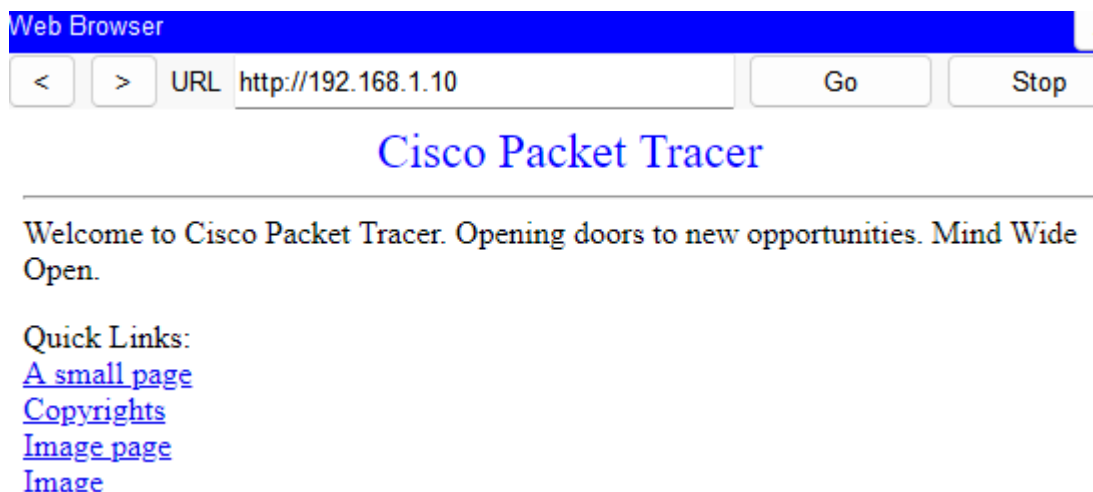 Web Browser
< > URL http://192.168.1.10 Go Stop
Cisco Packet Tracer
Welcome to Cisco Packet Tracer. Opening doors to new opportunities. Mind Wide
Open.
Quick Links:
A small page
Copyrights
Image page
Image